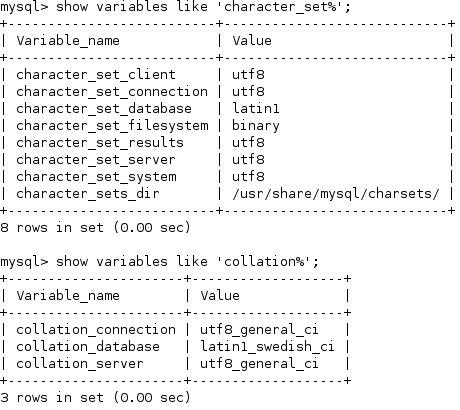 mysql> show variables like 'character_set%';
+--------------------------+----------------------------+
| Variable_name            | Value                      |
+--------------------------+----------------------------+
| character_set_client     | utf8                       |
| character_set_connection | utf8                       |
| character_set_database   | latin1                     |
| character_set_filesystem | binary                     |
| character_set_results    | utf8                       |
| character_set_server     | utf8                       |
| character_set_system     | utf8                       |
| character_sets_dir       | /usr/share/mysql/charsets/ |
+--------------------------+----------------------------+
8 rows in set (0.00 sec)

mysql> show variables like 'collation%';
+----------------------+-------------------+
| Variable_name        | Value             |
+----------------------+-------------------+
| collation_connection | utf8_general_ci   |
| collation_database   | latin1_swedish_ci |
| collation_server     | utf8_general_ci   |
+----------------------+-------------------+
3 rows in set (0.00 sec)